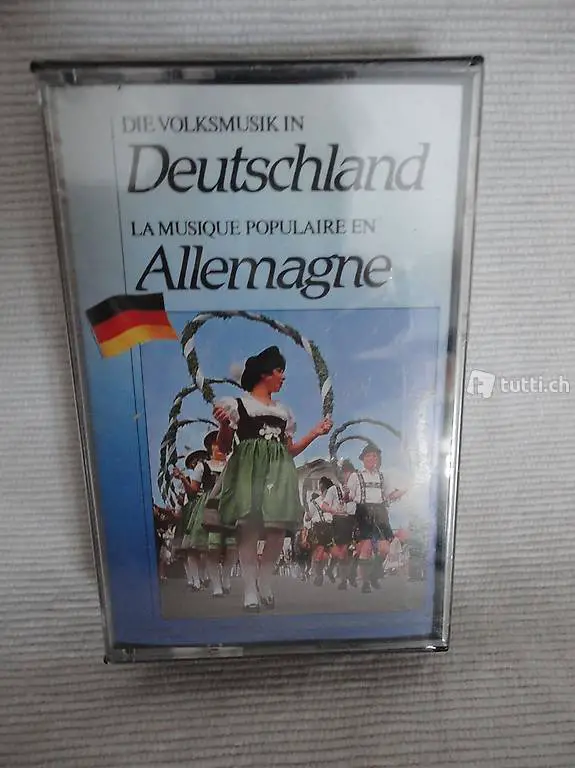 DIE VOLKSMUSIK IN
Deutschland
LA MUSIQUE POPULAIRE EN
Allemagne
tutti.ch